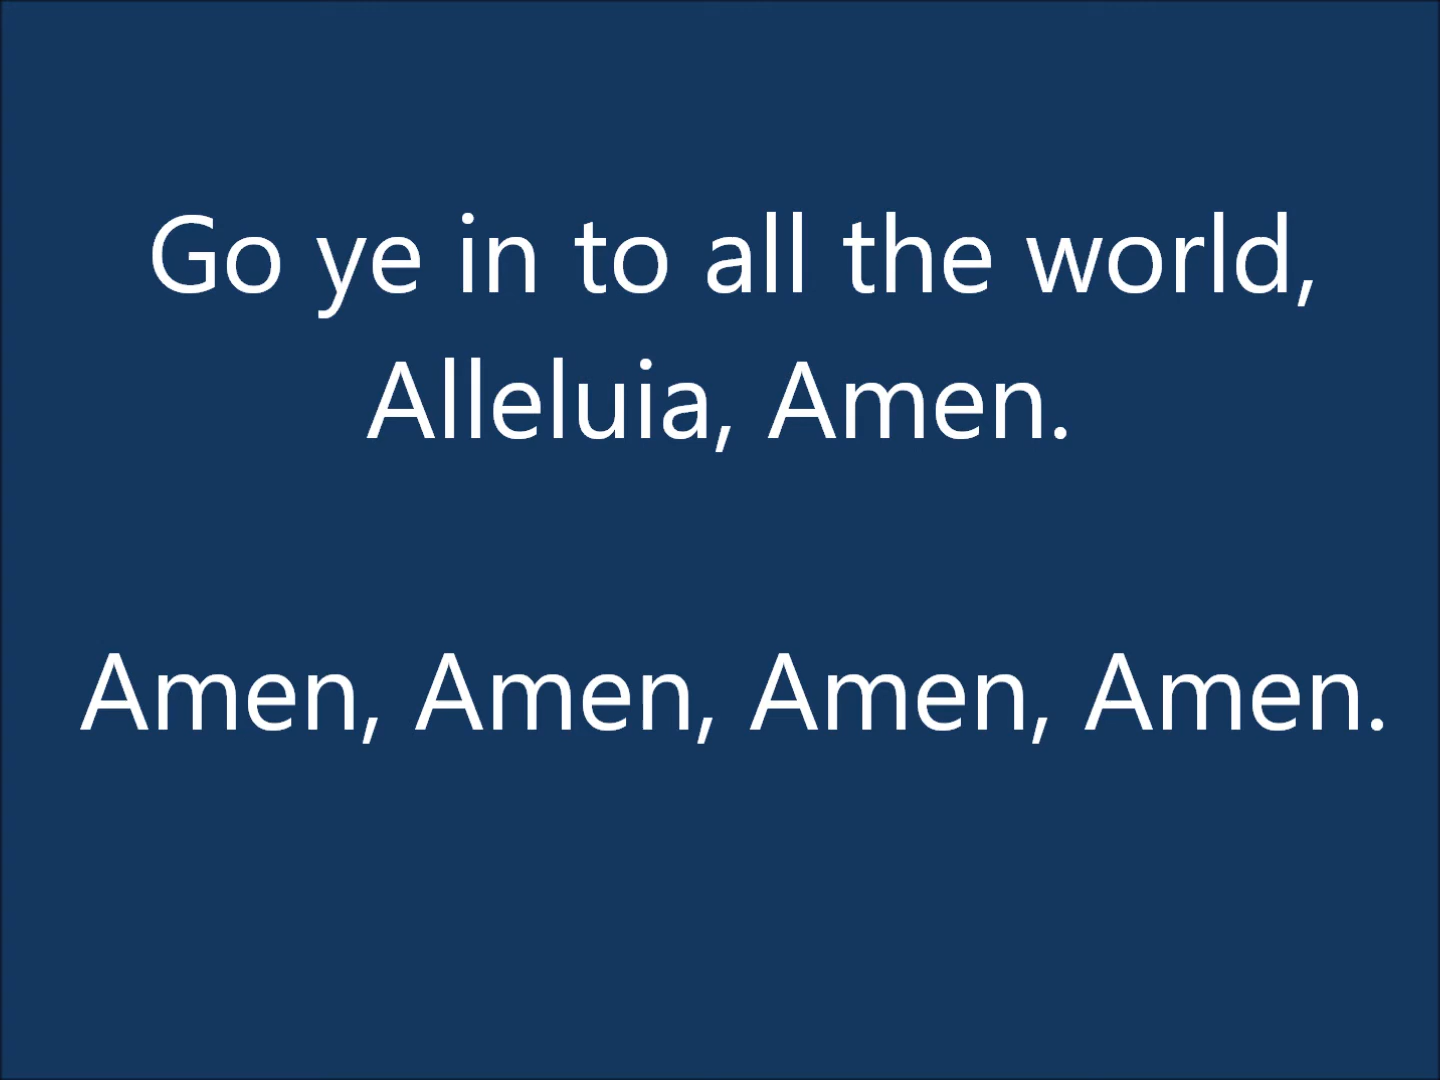 Go ye in to all the world,
Alleluia, Amen.
Amen, Amen, Amen, Amen.